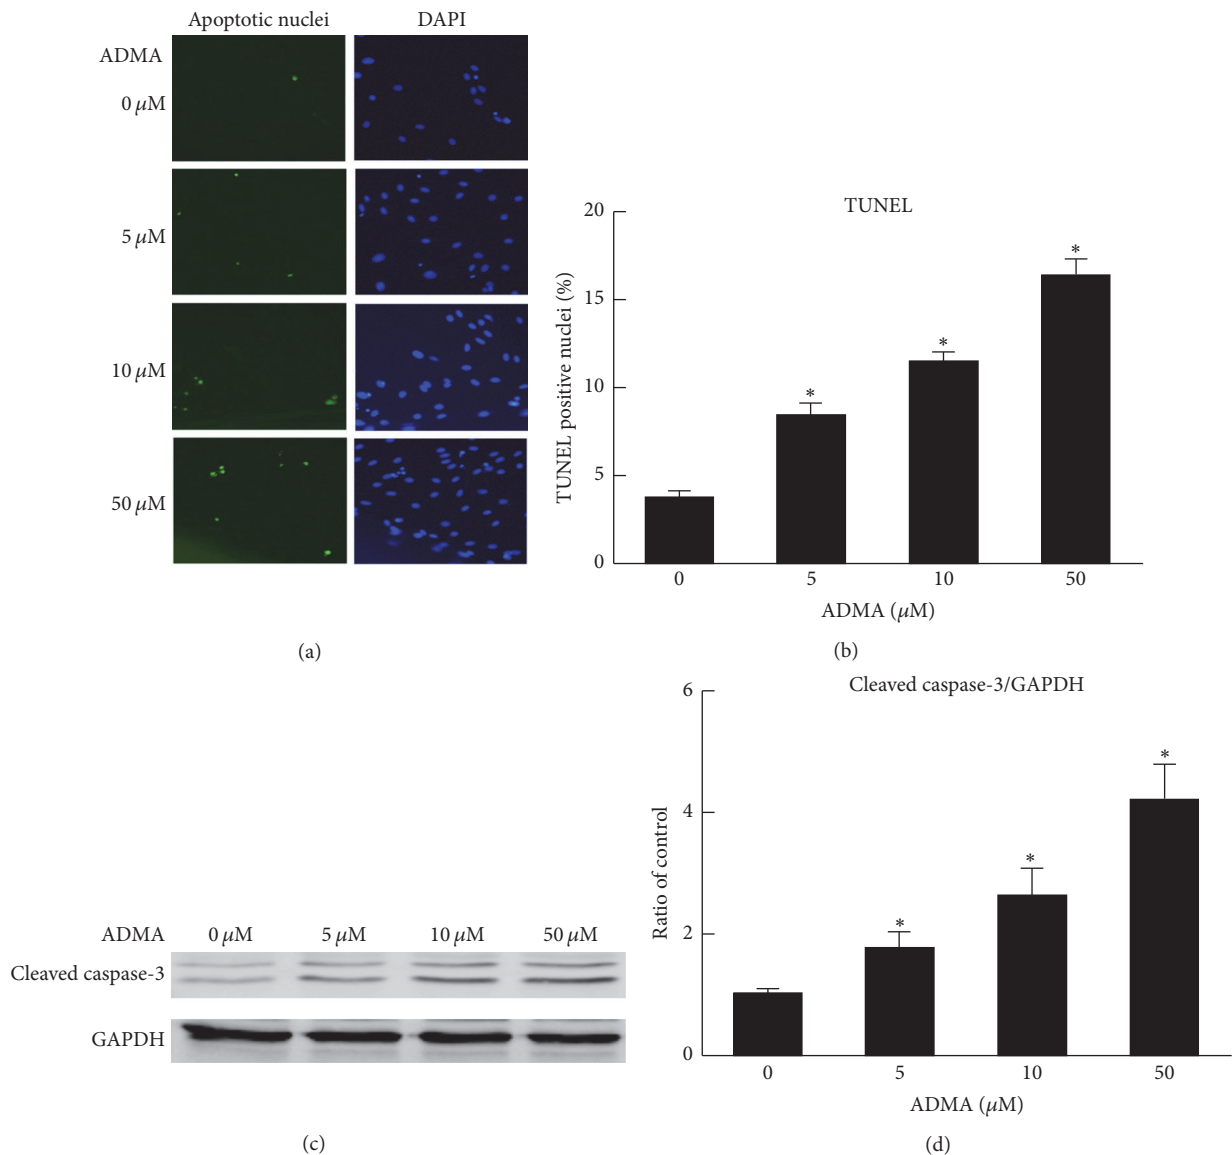 Apoptotic nuclei DAPI
ADMA
0 μM
5 μM
10 μM
50 μM
(a)
TUNEL
TUNEL positive nuclei (%)
20
15
10
5
0
0 5 10 50
ADMA (μM)
(b)
ADMA 0 μM 5 μM 10 μM 50 μM
Cleaved caspase-3
GAPDH
(c)
Cleaved caspase-3/GAPDH
Ratio of control
6
4
2
0
* * * *
* * *
0 5 10 50
ADMA (μM)
(d)